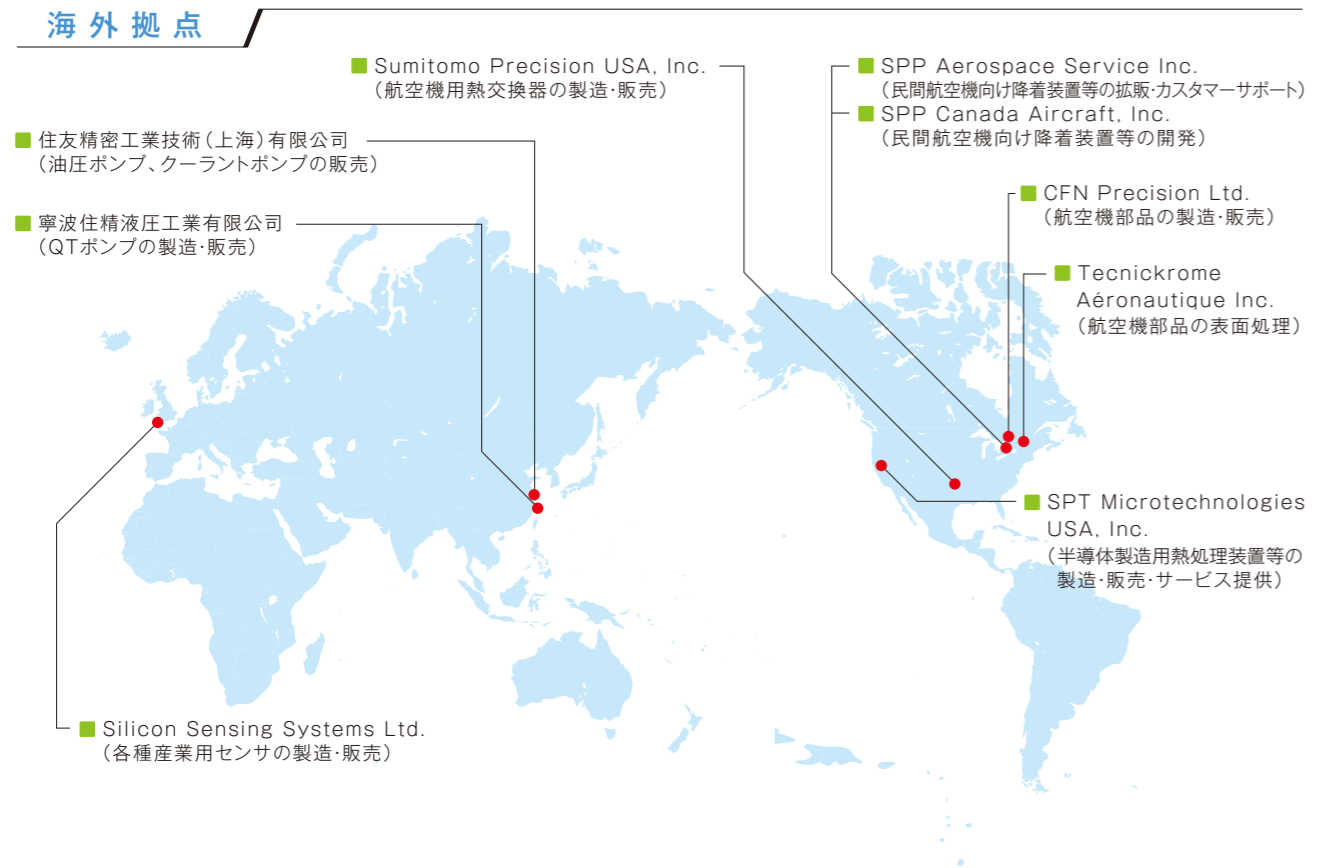 海外拠点
■ Sumitomo Precision USA, Inc.
（航空機用熱交換器の製造・販売）
■ SPP Aerospace Service Inc.
（民間航空機向け降着装置等の拡販・カスタマーサポート）
■ SPP Canada Aircraft, Inc.
（民間航空機向け降着装置等の開発）
■ 住友精密工業技術（上海）有限公司
（油圧ポンプ、クーラントポンプの販売）
■ CFN Precision Ltd.
（航空機部品の製造・販売）
■ 寧波住精液圧工業有限公司
（QTポンプの製造・販売）
■ Tecnickrome
Aéronautique Inc.
（航空機部品の表面処理）
■ SPT Microtechnologies
USA, Inc.
（半導体製造用熱処理装置等の
製造・販売・サービス提供）
■ Silicon Sensing Systems Ltd.
（各種産業用センサの製造・販売）